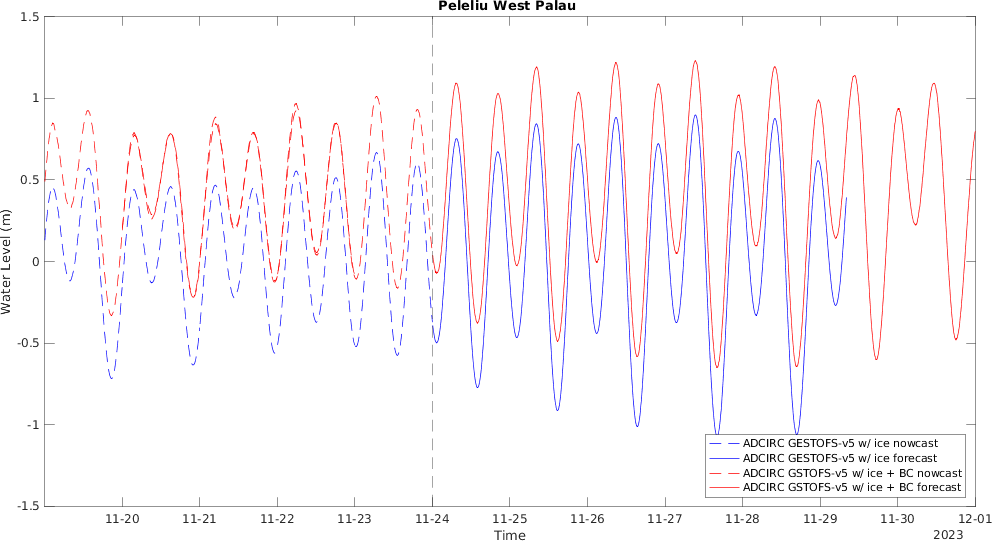 Peleliu West Palau
1.5
1
0.5
0
-0.5
-1
-1.5
Water Level (m)
ADCIRC GESTOFS-v5 w/ ice nowcast
ADCIRC GESTOFS-v5 w/ ice forecast
ADCIRC GSTOFS-v5 w/ ice + BC nowcast
ADCIRC GSTOFS-v5 w/ ice + BC forecast
11-20 11-21 11-22 11-23 11-24 11-25 11-26 11-27 11-28 11-29 11-30 12-01
Time
2023